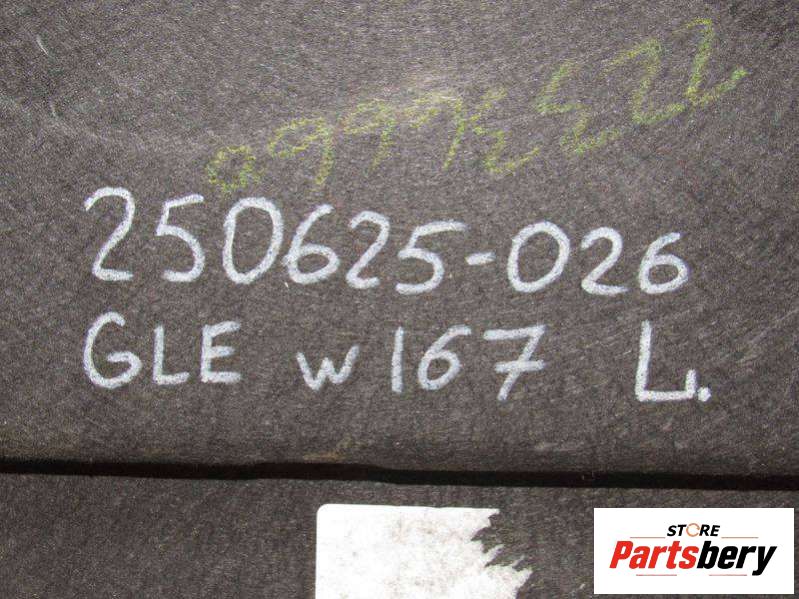 250625-026
GLE W167 L.
STORE
Partsbery